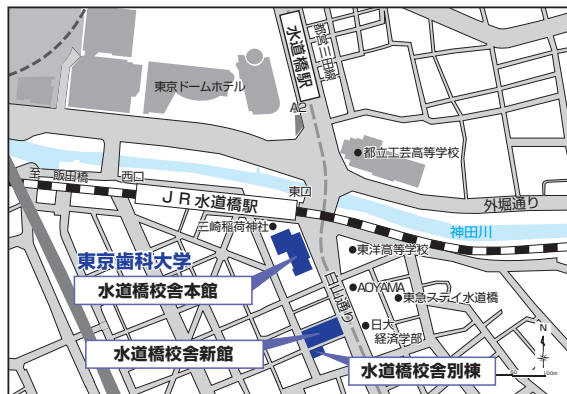 水道橋駅
都営三田線
東京ドームホテル
A2
都立工芸高等学校
至 飯田橋
西口
東口
JR水道橋駅
外堀通り
神田川
三崎稲荷神社
東洋高等学校
東京歯科大学
水道橋校舎本館
白山通り
AOYAMA
東急ステイ水道橋
日大
経済学部
水道橋校舎新館
水道橋校舎別棟
N
0
100m